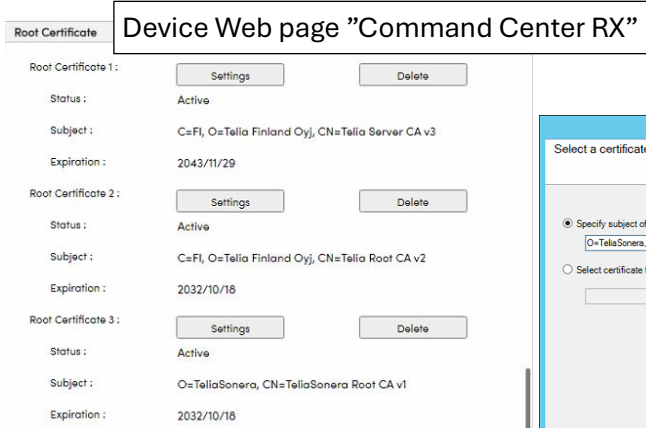 Device Web page ”Command Center RX”
Root Certificate
Root Certificate 1 :
Settings Delete
Status : Active
Subject : C=FI, O=Telia Finland Oyj, CN=Telia Server CA v3
Expiration : 2043/11/29
Root Certificate 2 :
Settings Delete
Status : Active
Subject : C=FI, O=Telia Finland Oyj, CN=Telia Root CA v2
Expiration : 2032/10/18
Root Certificate 3 :
Settings Delete
Status : Active
Subject : O=TeliaSonera, CN=TeliaSonera Root CA v1
Expiration : 2032/10/18
Select a certificate
Specify subject of
O=TeliaSonera,
Select certificate